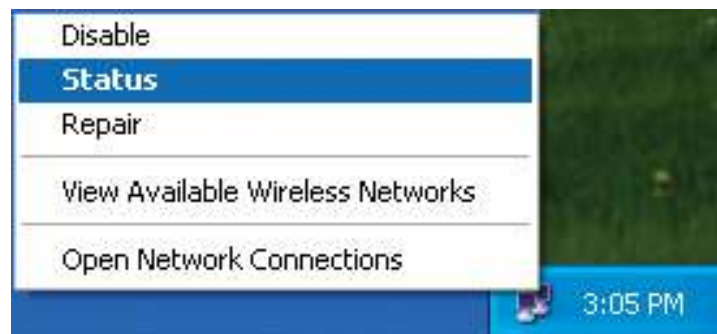 Disable
Status
Repair
View Available Wireless Networks
Open Network Connections
3:05 PM